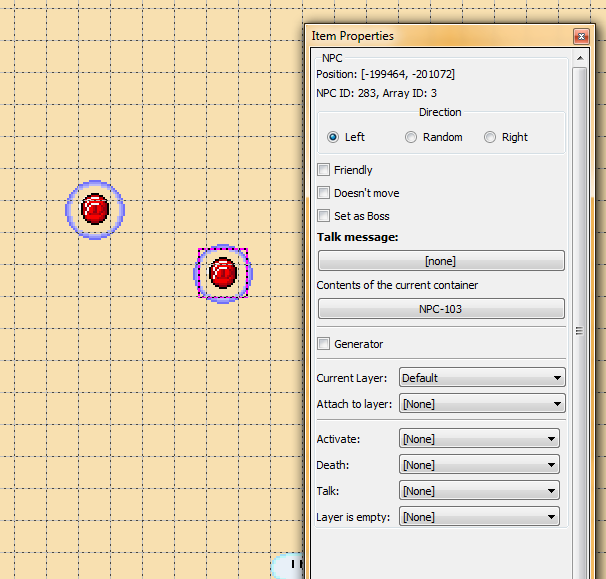 Item Properties
NPC
Position: [-199464, -201072]
NPC ID: 283, Array ID: 3
Direction
Left Random Right
Friendly
Doesn't move
Set as Boss
Talk message:
[none]
Contents of the current container
NPC-103
Generator
Current Layer: Default
Attach to layer: [None]
Activate: [None]
Death: [None]
Talk: [None]
Layer is empty: [None]